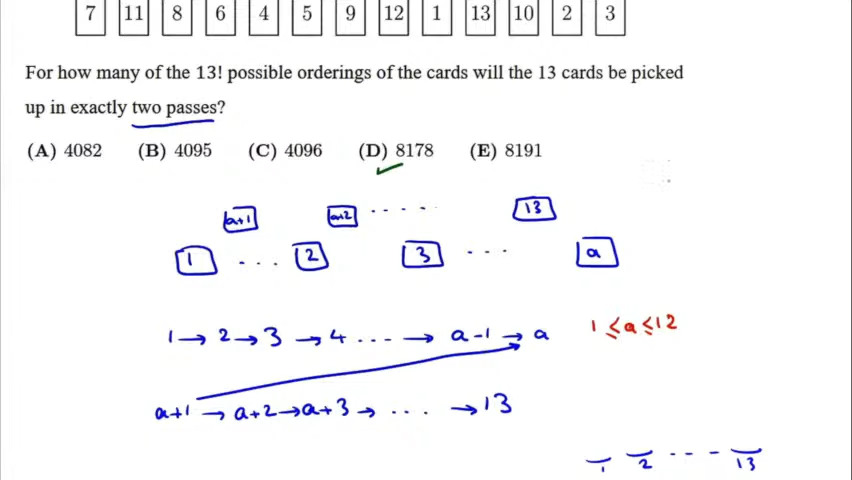 7 11 8 6 4 5 9 12 1 13 10 2 3
For how many of the 13! possible orderings of the cards will the 13 cards be picked
up in exactly two passes?
(A) 4082 (B) 4095 (C) 4096 (D) 8178 (E) 8191
a+1 a+2 ..... 13
1 ... 2 3 ... a
1 → 2 → 3 → 4 ... → a-1 → a 1 ≤ a ≤ 12
a+1 → a+2 → a+3 → ... → 13
1 2 --- 13